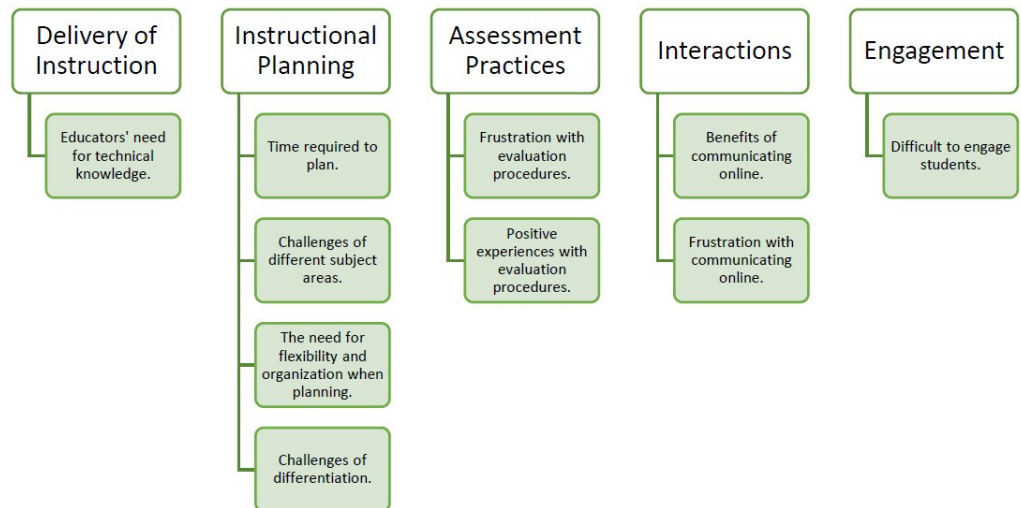 Delivery of
Instruction
Educators' need
for technical
knowledge.
Instructional
Planning
Time required to
plan.
Challenges of
different subject
areas.
The need for
flexibility and
organization when
planning.
Challenges of
differentiation.
Assessment
Practices
Frustration with
evaluation
procedures.
Positive
experiences with
evaluation
procedures.
Interactions
Benefits of
communicating
online.
Frustration with
communicating
online.
Engagement
Difficult to engage
students.